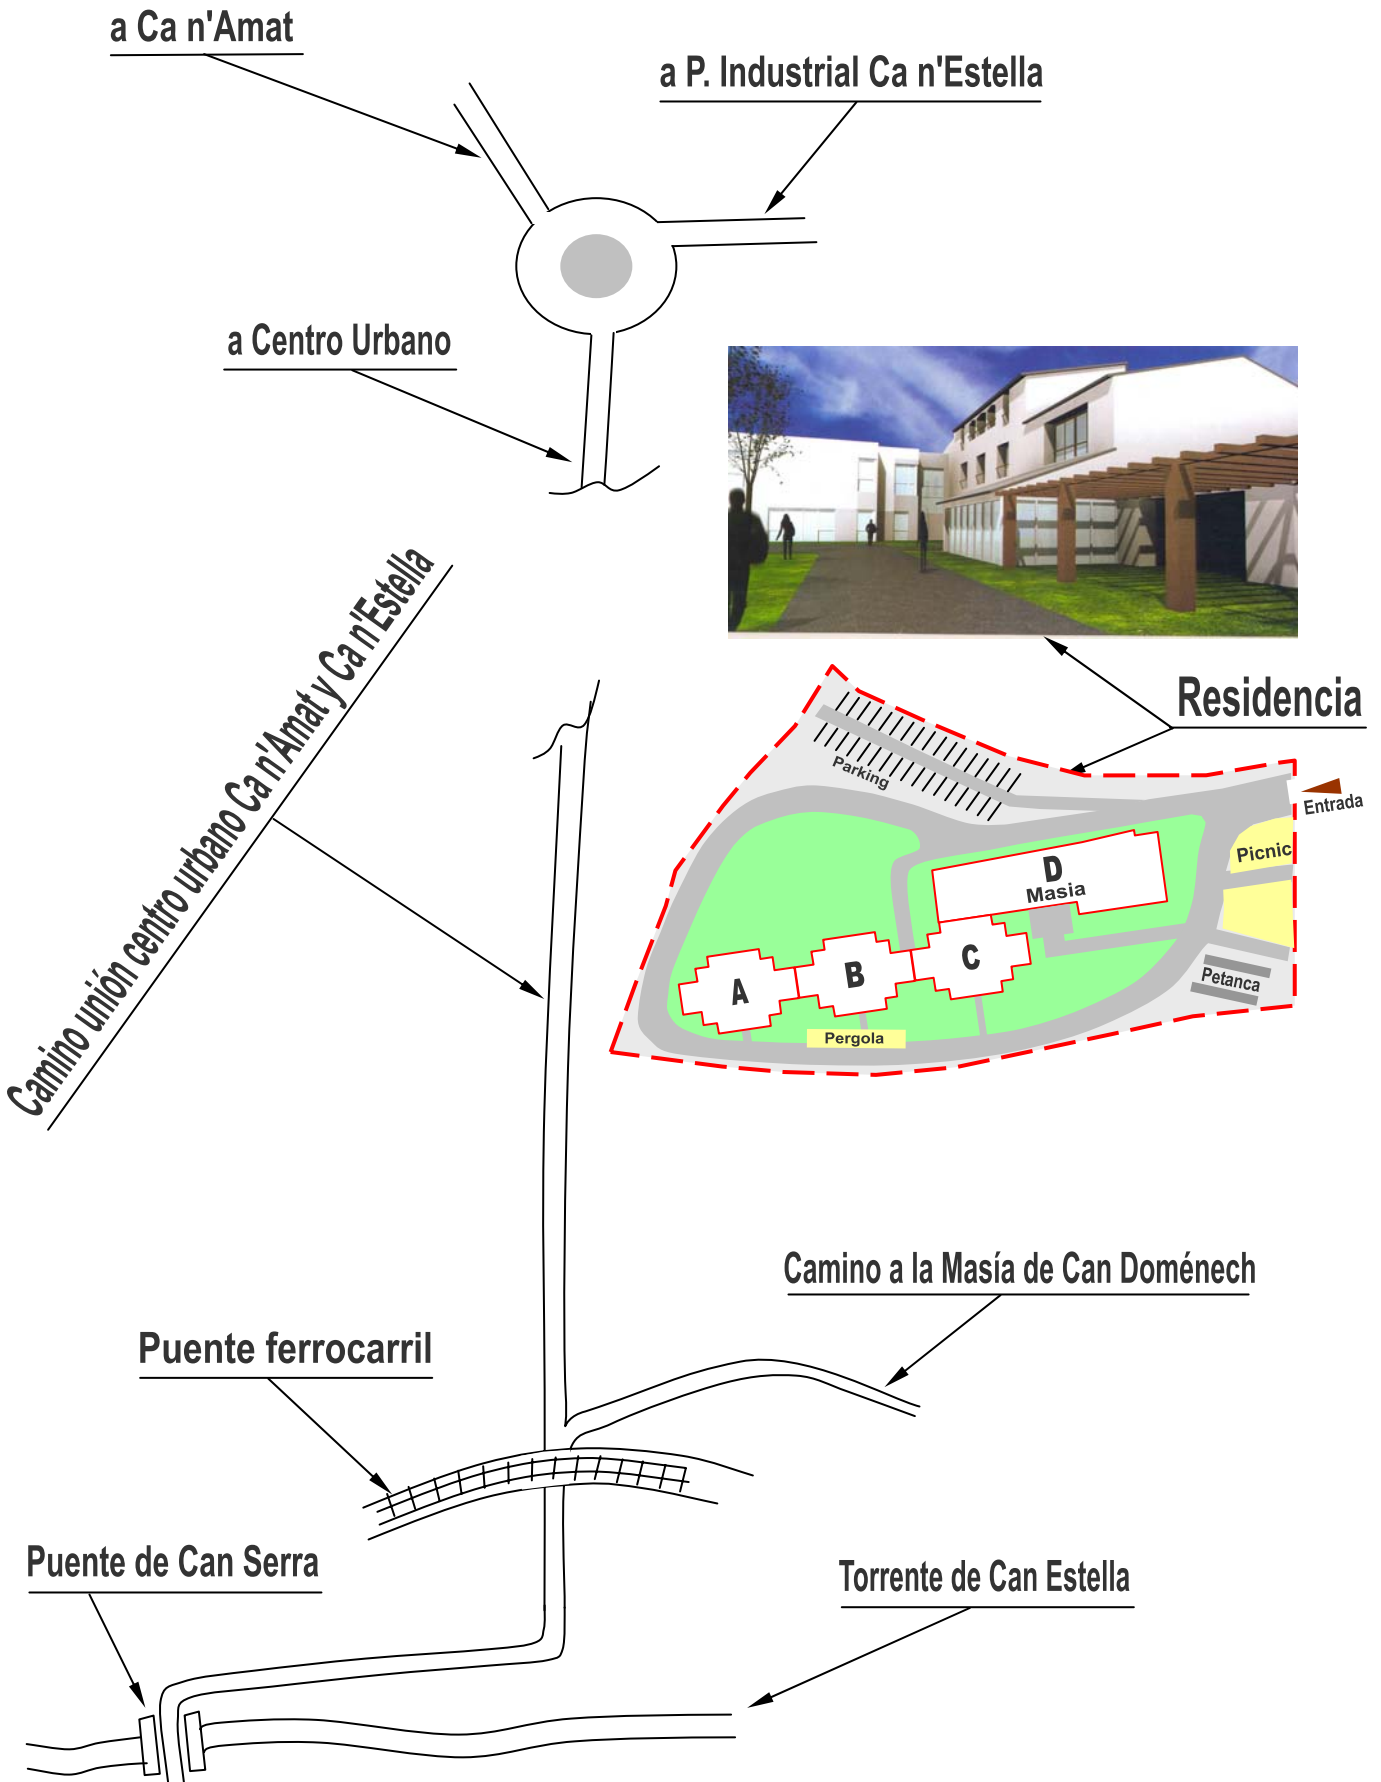 a Ca n'Amat
a P. Industrial Ca n'Estella
a Centro Urbano
Camino unión centro urbano Ca n'Amat y Ca n'Estella
Residencia
Parking
Entrada
Picnic
D
Masia
C
B
A
Petanca
Pergola
Camino a la Masía de Can Doménech
Puente ferrocarril
Puente de Can Serra
Torrente de Can Estella